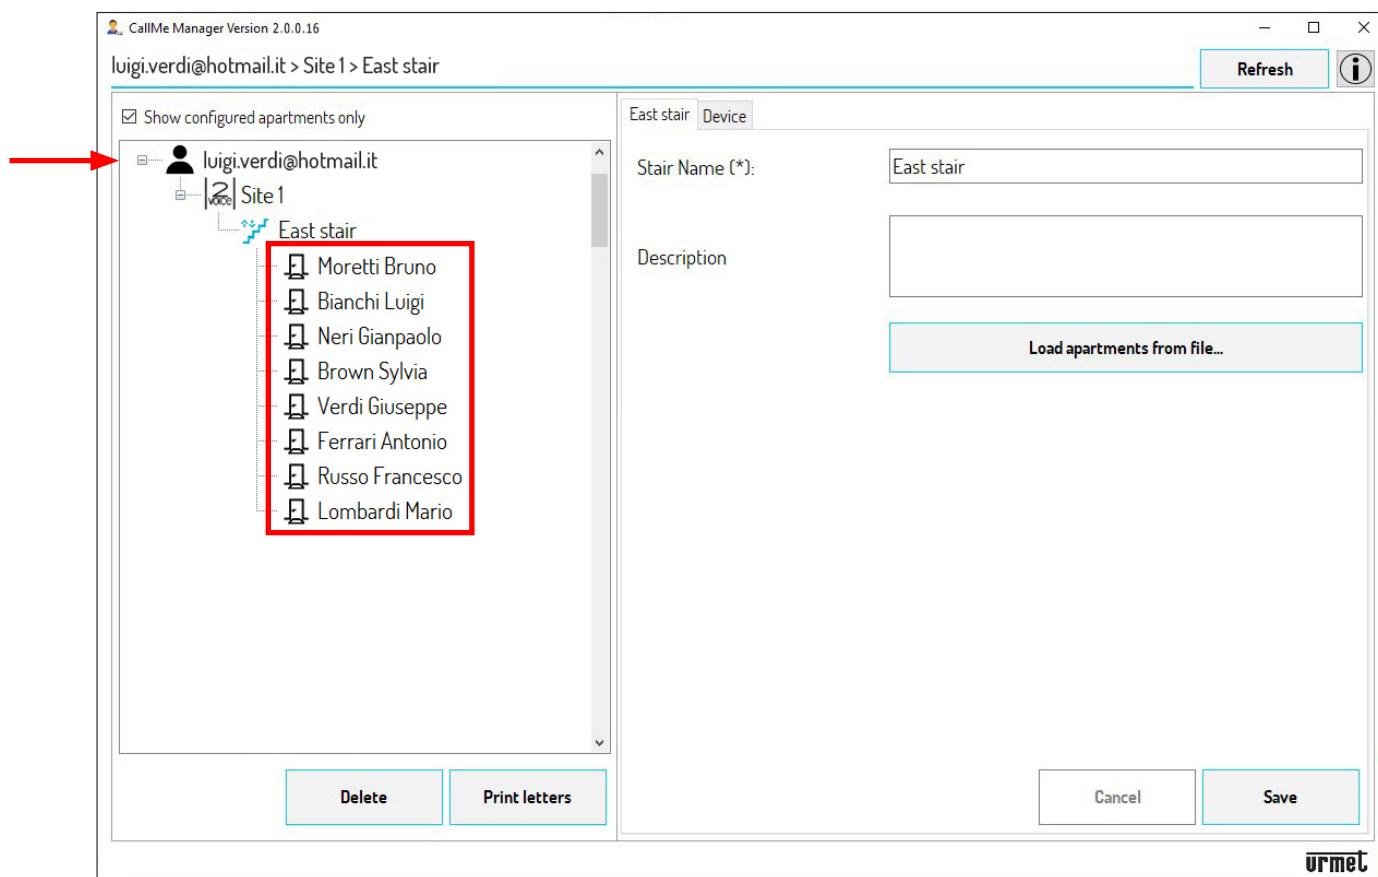 CallMe Manager Version 2.0.0.16
luigi.verdi@hotmail.it > Site 1 > East stair
Refresh
Show configured apartments only
luigi.verdi@hotmail.it
2 VOICE Site 1
East stair
Moretti Bruno
Bianchi Luigi
Neri Gianpaolo
Brown Sylvia
Verdi Giuseppe
Ferrari Antonio
Russo Francesco
Lombardi Mario
Delete
Print letters
East stair Device
Stair Name (*):
East stair
Description
Load apartments from file...
Cancel
Save
urmet